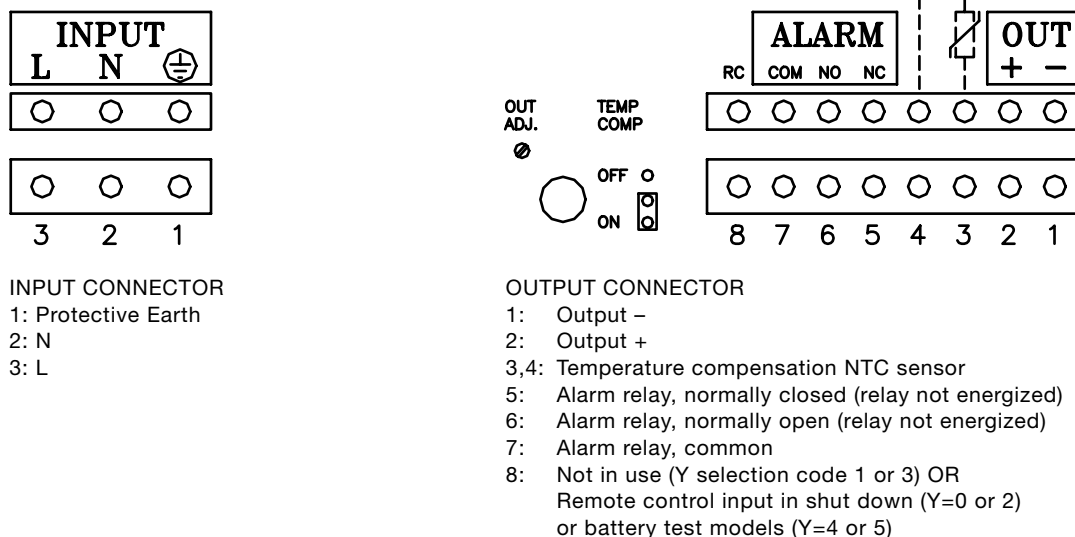 INPUT
L N
3 2 1
INPUT CONNECTOR
1: Protective Earth
2: N
3: L
ALARM OUT
RC COM NO NC + −
OUT ADJ.
TEMP COMP
OFF
ON
8 7 6 5 4 3 2 1
OUTPUT CONNECTOR
1: Output –
2: Output +
3,4: Temperature compensation NTC sensor
5: Alarm relay, normally closed (relay not energized)
6: Alarm relay, normally open (relay not energized)
7: Alarm relay, common
8: Not in use (Y selection code 1 or 3) OR
Remote control input in shut down (Y=0 or 2)
or battery test models (Y=4 or 5)